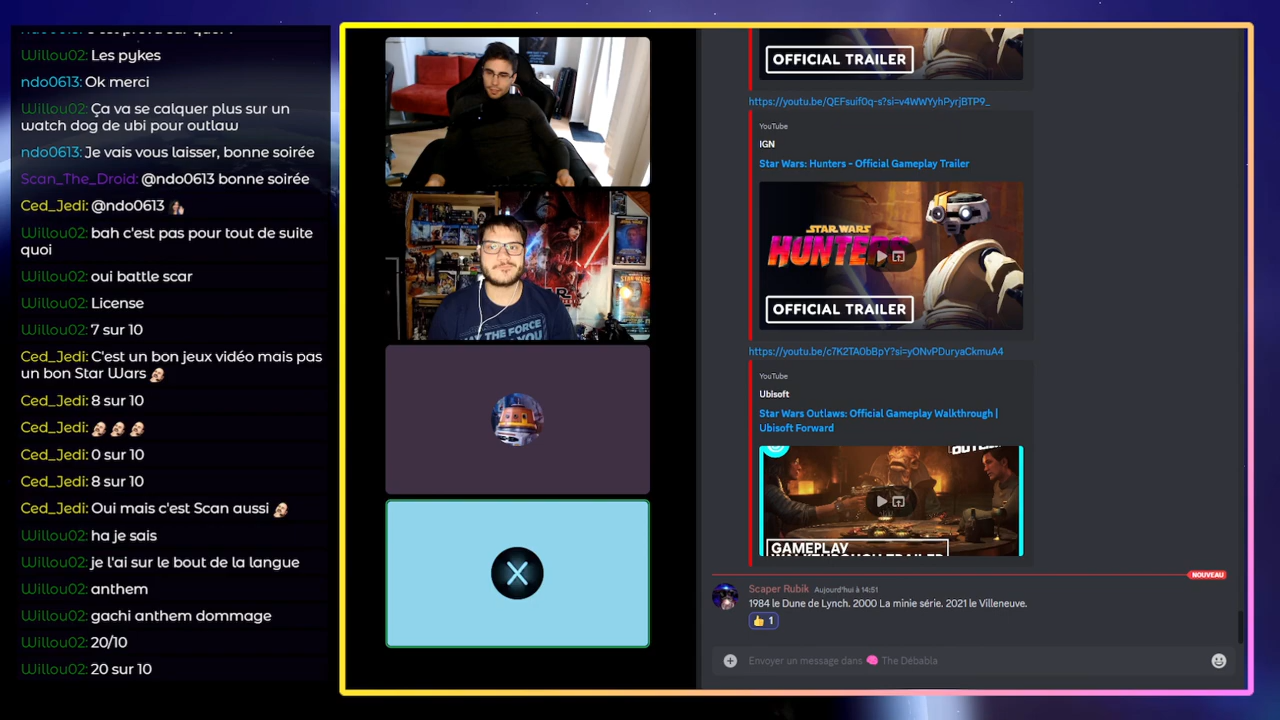 Willou02: Les pykes
ndo0613: Ok merci
Willou02: Ça va se calquer plus sur un
watch dog de ubi pour outlaw
ndo0613: Je vais vous laisser, bonne soirée
Scan_The_Droid: @ndo0613 bonne soirée
Ced_Jedi: @ndo0613
Willou02: bah c'est pas pour tout de suite
quoi
Willou02: oui battle scar
Willou02: License
Willou02: 7 sur 10
Ced_Jedi: C'est un bon jeux vidéo mais pas
un bon Star Wars
Ced_Jedi: 8 sur 10
Ced_Jedi:
Ced_Jedi: 0 sur 10
Ced_Jedi: 8 sur 10
Ced_Jedi: Oui mais c'est Scan aussi
Willou02: ha je sais
Willou02: je l'ai sur le bout de la langue
Willou02: anthem
Willou02: gachi anthem dommage
Willou02: 20/10
Willou02: 20 sur 10
MAY THE FORCE
YOU
X
OFFICIAL TRAILER
https://youtu.be/QEFsuif0q-s?si=v4WWYyhPyrjBTP9_
YouTube
IGN
Star Wars: Hunters - Official Gameplay Trailer
STAR WARS
HUNTERS
OFFICIAL TRAILER
https://youtu.be/c7K2TA0bBpY?si=yONvPDuryaCkmuA4
YouTube
Ubisoft
Star Wars Outlaws: Official Gameplay Walkthrough |
Ubisoft Forward
GAMEPLAY
WALKTHROUGH TRAILER
NOUVEAU
Scaper Rubik Aujourd'hui à 14:51
1984 le Dune de Lynch. 2000 La minie série. 2021 le Villeneuve.
👍 1
Envoyer un message dans 🧠 The Débabla